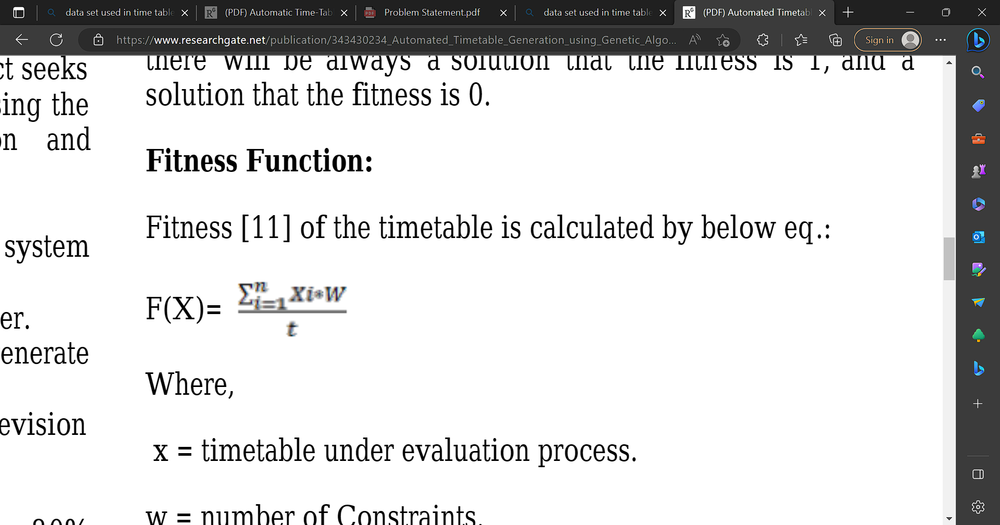 data set used in time table
(PDF) Automatic Time-Tab
Problem Statement.pdf
data set used in time table
(PDF) Automated Timetabl
https://www.researchgate.net/publication/343430234_Automated_Timetable_Generation_using_Genetic_Algo...
Sign in
ct seeks
sing the
on and
system
er.
enerate
evision
80%
there will be always a solution that the fitness is 1, and a
solution that the fitness is 0.
Fitness Function:
Fitness [11] of the timetable is calculated by below eq.:
F(X)= \frac{\sum_{i=1}^{n} Xi*W}{t}
Where,
x = timetable under evaluation process.
w = number of Constraints.